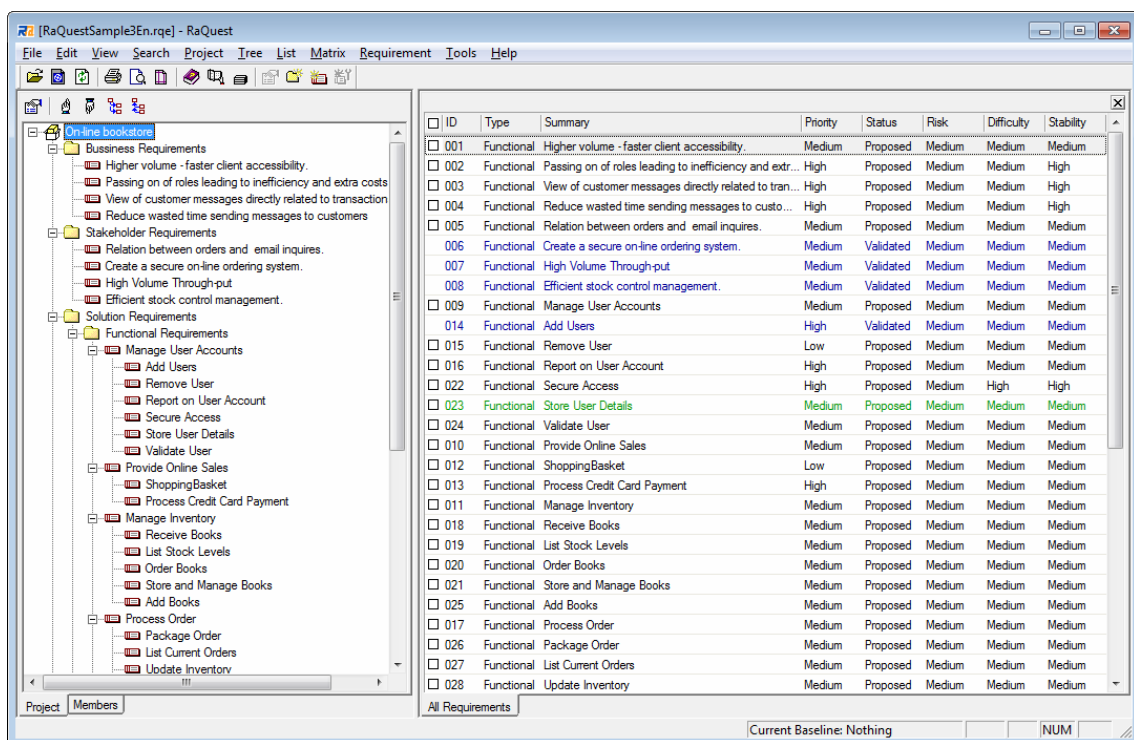 [RaQuestSample3En.rqe] - RaQuest
File Edit View Search Project Tree List Matrix Requirement Tools Help
On-line bookstore
Bussiness Requirements
Higher volume - faster client accessibility.
Passing on of roles leading to inefficiency and extra costs
View of customer messages directly related to transaction
Reduce wasted time sending messages to customers
Stakeholder Requirements
Relation between orders and email inquires.
Create a secure on-line ordering system.
High Volume Through-put
Efficient stock control management.
Solution Requirements
Functional Requirements
Manage User Accounts
Add Users
Remove User
Report on User Account
Secure Access
Store User Details
Validate User
Provide Online Sales
ShoppingBasket
Process Credit Card Payment
Manage Inventory
Receive Books
List Stock Levels
Order Books
Store and Manage Books
Add Books
Process Order
Package Order
List Current Orders
Update Inventory
Project Members
ID Type Summary Priority Status Risk Difficulty Stability
001 Functional Higher volume - faster client accessibility. Medium Proposed Medium Medium Medium
002 Functional Passing on of roles leading to inefficiency and extr... High Proposed Medium Medium High
003 Functional View of customer messages directly related to tran... High Proposed Medium Medium High
004 Functional Reduce wasted time sending messages to custo... High Proposed Medium Medium High
005 Functional Relation between orders and email inquires. Medium Proposed Medium Medium Medium
006 Functional Create a secure on-line ordering system. Medium Validated Medium Medium Medium
007 Functional High Volume Through-put Medium Validated Medium Medium Medium
008 Functional Efficient stock control management. Medium Validated Medium Medium Medium
009 Functional Manage User Accounts Medium Proposed Medium Medium Medium
014 Functional Add Users High Validated Medium Medium Medium
015 Functional Remove User Low Proposed Medium Medium Medium
016 Functional Report on User Account High Proposed Medium Medium Medium
022 Functional Secure Access High Proposed Medium High High
023 Functional Store User Details Medium Proposed Medium Medium Medium
024 Functional Validate User Medium Proposed Medium Medium Medium
010 Functional Provide Online Sales Medium Proposed Medium Medium Medium
012 Functional ShoppingBasket Low Proposed Medium Medium Medium
013 Functional Process Credit Card Payment High Proposed Medium Medium Medium
011 Functional Manage Inventory Medium Proposed Medium Medium Medium
018 Functional Receive Books Medium Proposed Medium Medium Medium
019 Functional List Stock Levels Medium Proposed Medium Medium Medium
020 Functional Order Books Medium Proposed Medium Medium Medium
021 Functional Store and Manage Books Medium Proposed Medium Medium Medium
025 Functional Add Books Medium Proposed Medium Medium Medium
017 Functional Process Order Medium Proposed Medium Medium Medium
026 Functional Package Order Medium Proposed Medium Medium Medium
027 Functional List Current Orders Medium Proposed Medium Medium Medium
028 Functional Update Inventory Medium Proposed Medium Medium Medium
All Requirements
Current Baseline: Nothing NUM